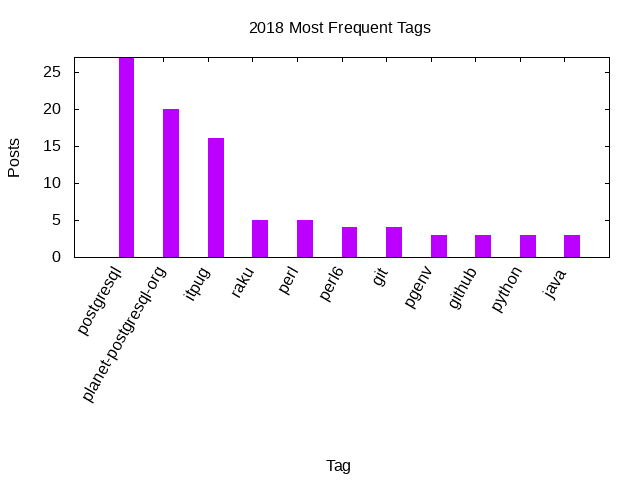 2018 Most Frequent Tags
Posts
25
20
15
10
5
0
postgresql
planet-postgresql-org
itpug
raku
perl
perl6
git
pgenv
github
python
java
Tag